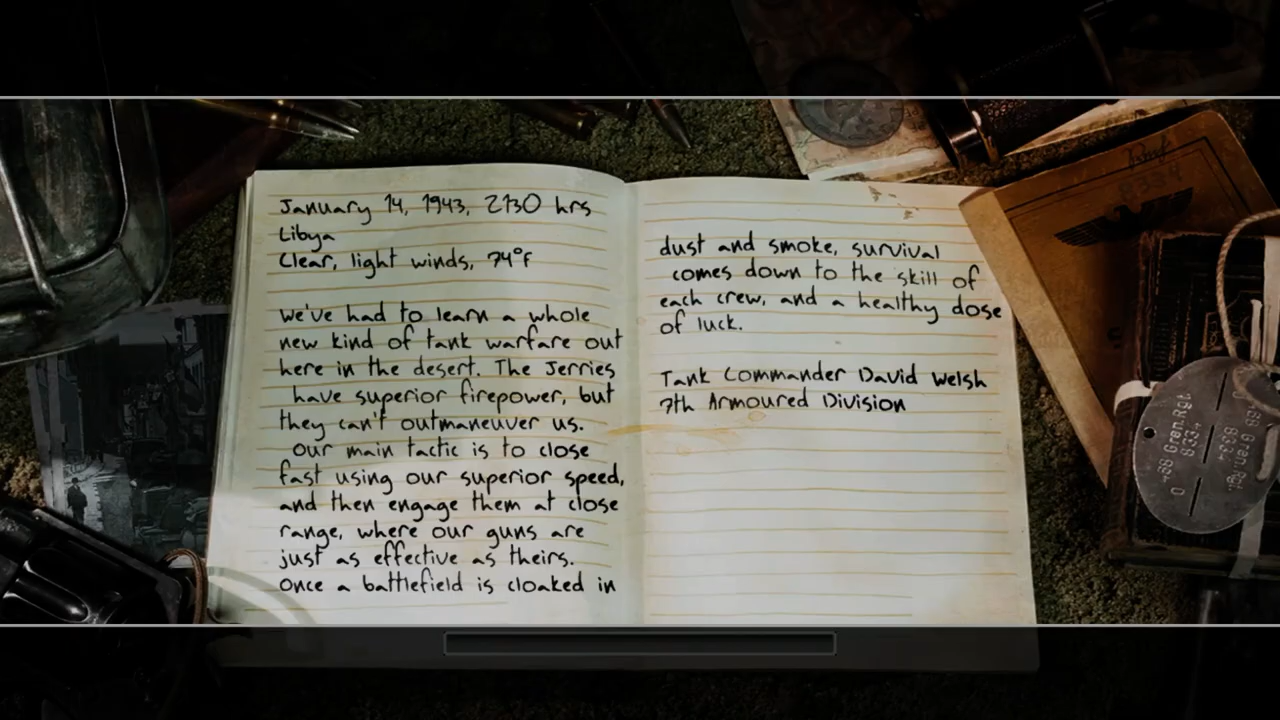 January 14, 1943, 2130 hrs
Libya
Clear, light winds, 74°F
We've had to learn a whole
new kind of tank warfare out
here in the desert. The Jerries
have superior firepower, but
they can't outmaneuver us.
Our main tactic is to close
fast using our superior speed,
and then engage them at close
range, where our guns are
just as effective as theirs.
Once a battlefield is cloaked in
dust and smoke, survival
comes down to the skill of
each crew, and a healthy dose
of luck.
Tank Commander David Welsh
7th Armoured Division